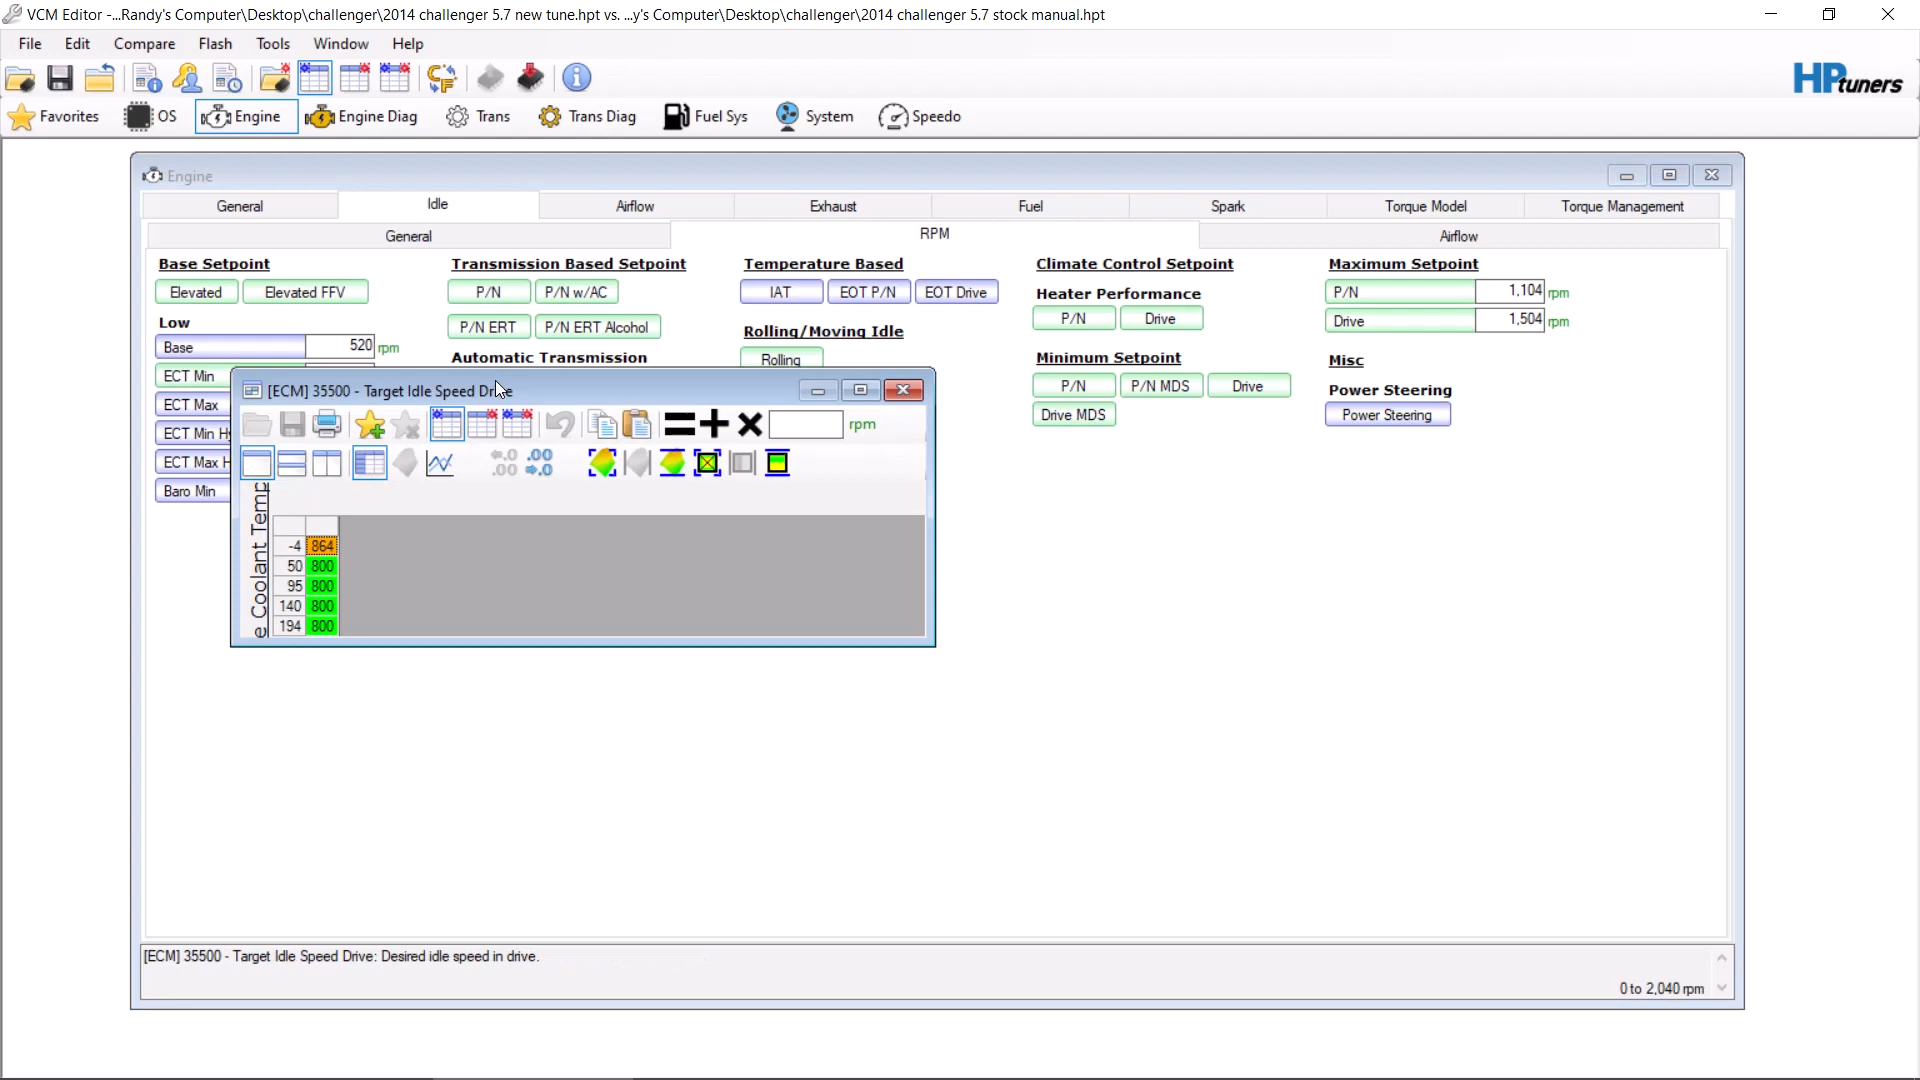 VCM Editor -...Randy's Computer\Desktop\challenger\2014 challenger 5.7 new tune.hpt vs. ...y's Computer\Desktop\challenger\2014 challenger 5.7 stock manual.hpt
File Edit Compare Flash Tools Window Help
HPtuners
Favorites OS Engine Engine Diag Trans Trans Diag Fuel Sys System Speedo
Engine
General Idle Airflow Exhaust Fuel Spark Torque Model Torque Management
General RPM Airflow
Base Setpoint
Elevated Elevated FFV
Low
Base 520 rpm
ECT Min
ECT Max
ECT Min Hy
ECT Max H
Baro Min
Transmission Based Setpoint
P/N P/N w/AC
P/N ERT P/N ERT Alcohol
Automatic Transmission
Temperature Based
IAT EOT P/N EOT Drive
Rolling/Moving Idle
Rolling
Climate Control Setpoint
Heater Performance
P/N Drive
Minimum Setpoint
P/N P/N MDS Drive
Drive MDS
Maximum Setpoint
P/N 1,104 rpm
Drive 1,504 rpm
Misc
Power Steering
Power Steering
[ECM] 35500 - Target Idle Speed Drive
rpm
.0 .00
.00 .0
e Coolant Temp
-4 864
50 800
95 800
140 800
194 800
[ECM] 35500 - Target Idle Speed Drive: Desired idle speed in drive.
0 to 2,040 rpm